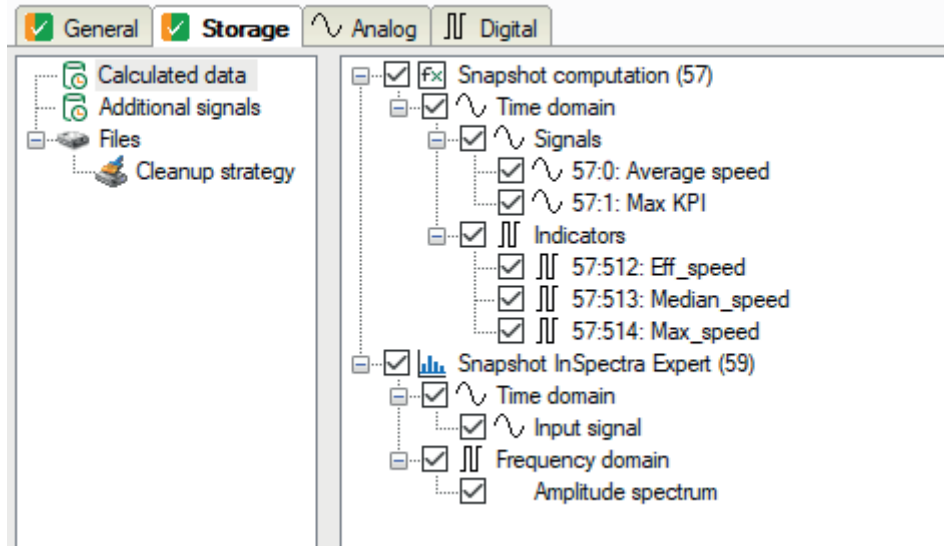 General Storage Analog Digital
Calculated data
Additional signals
Files
Cleanup strategy
fx Snapshot computation (57)
Time domain
Signals
57:0: Average speed
57:1: Max KPI
Indicators
57:512: Eff_speed
57:513: Median_speed
57:514: Max_speed
Snapshot InSpectra Expert (59)
Time domain
Input signal
Frequency domain
Amplitude spectrum